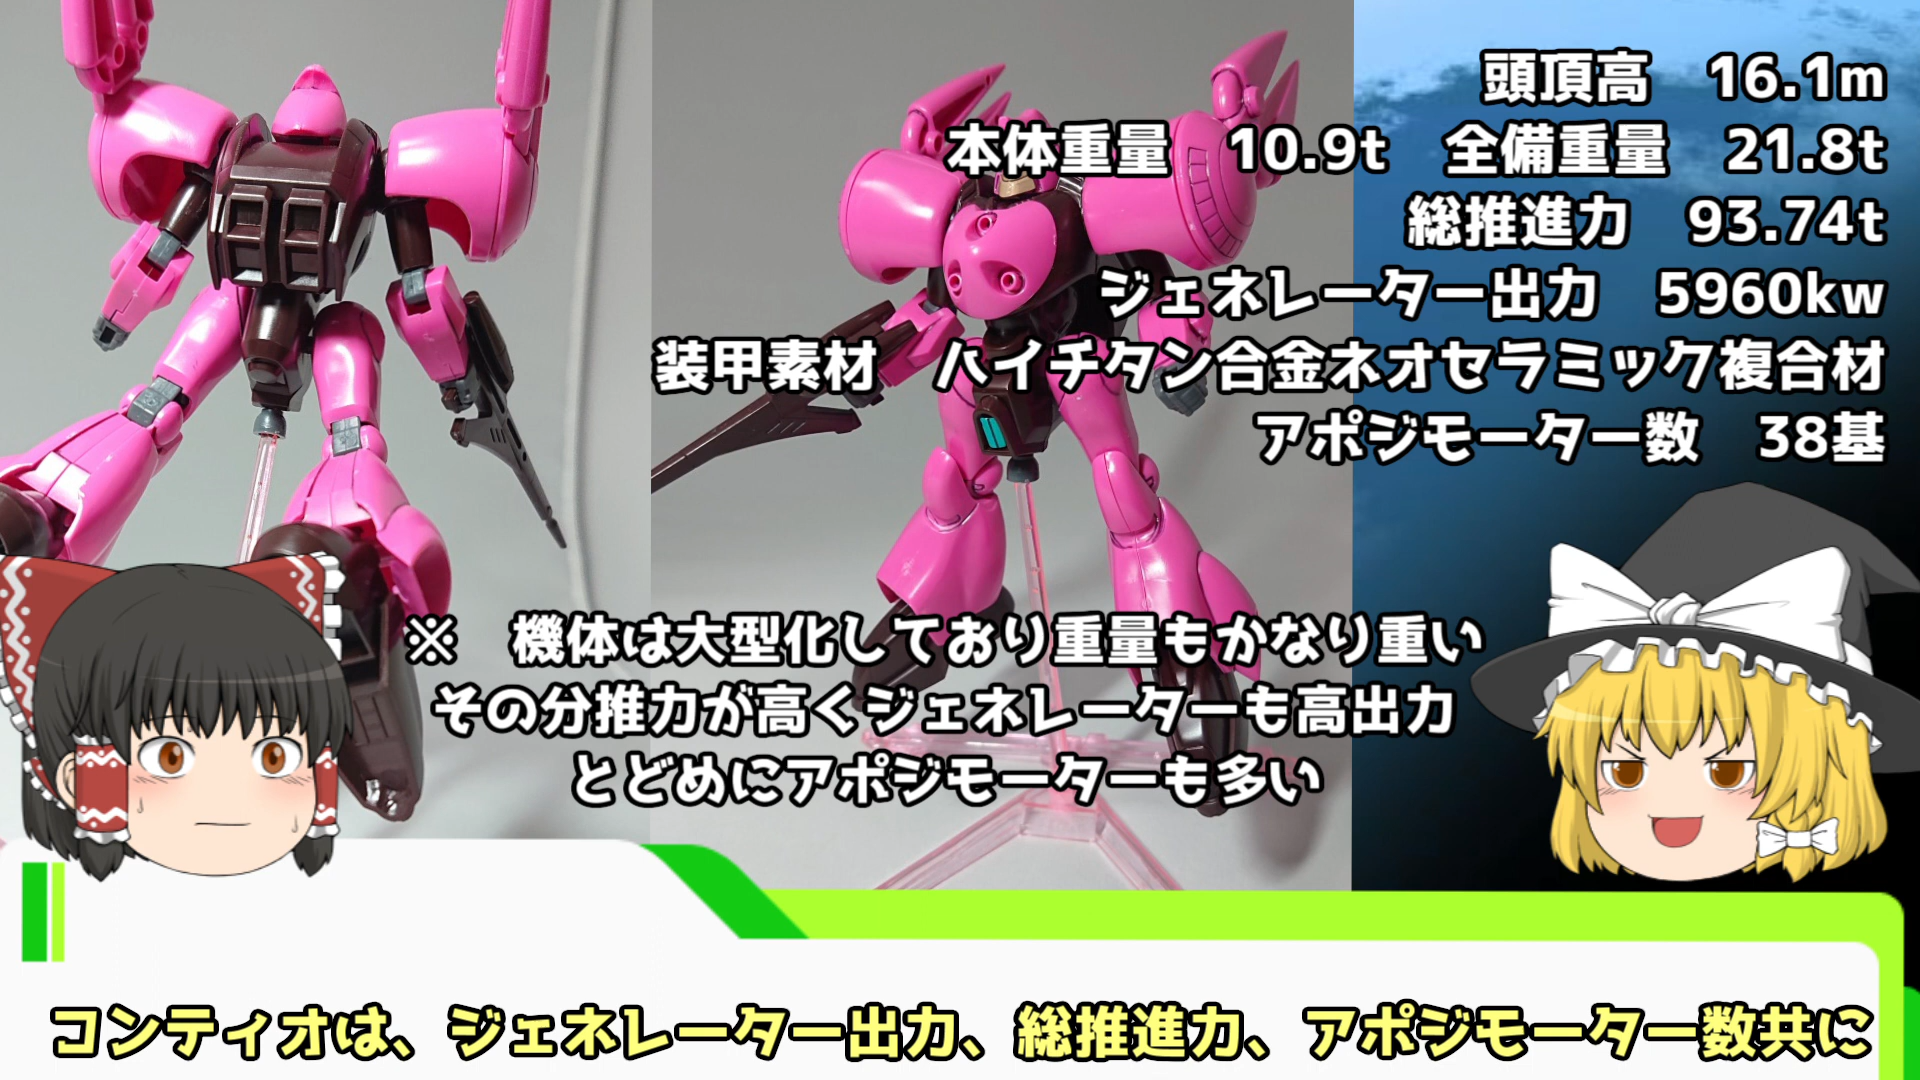 頭頂高　16.1m
本体重量　10.9t　全備重量　21.8t
総推進力　93.74t
ジェネレーター出力　5960kw
装甲素材　ハイチタン合金ネオセラミック複合材
アポジモーター数　38基
※　機体は大型化しており重量もかなり重い
その分推力が高くジェネレーターも高出力
とどめにアポジモーターも多い
コンティオは、ジェネレーター出力、総推進力、アポジモーター数共に